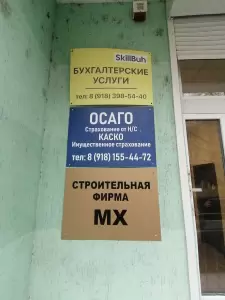 SkillBuh
БУХГАЛТЕРСКИЕ
УСЛУГИ
тел: 8 (918) 398-54-40
ОСАГО
Страхование от Н/С
КАСКО
Имущественное страхование
тел: 8 (918) 155-44-72
СТРОИТЕЛЬНАЯ
ФИРМА
МХ